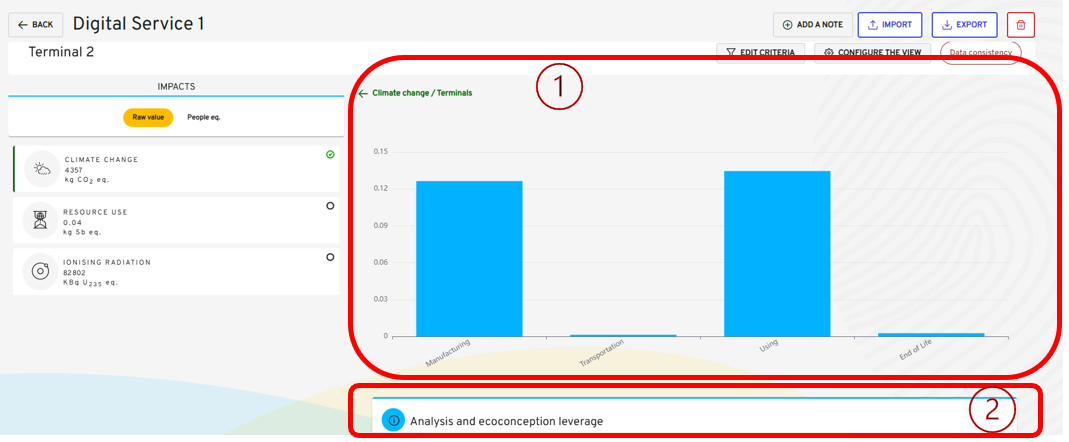 ← BACK
Digital Service 1
ADD A NOTE
IMPORT
EXPORT
Terminal 2
EDIT CRITERIA
CONFIGURE THE VIEW
Data consistency
IMPACTS
Raw value
People eq.
CLIMATE CHANGE
4357
kg CO₂ eq.
RESOURCE USE
0.04
kg Sb eq.
IONISING RADIATION
82802
KBq U₂₃₅ eq.
1
← Climate change / Terminals
0.15
0.12
0.09
0.06
0.03
0
Manufacturing
Transportation
Using
End of Life
2
Analysis and ecoconception leverage